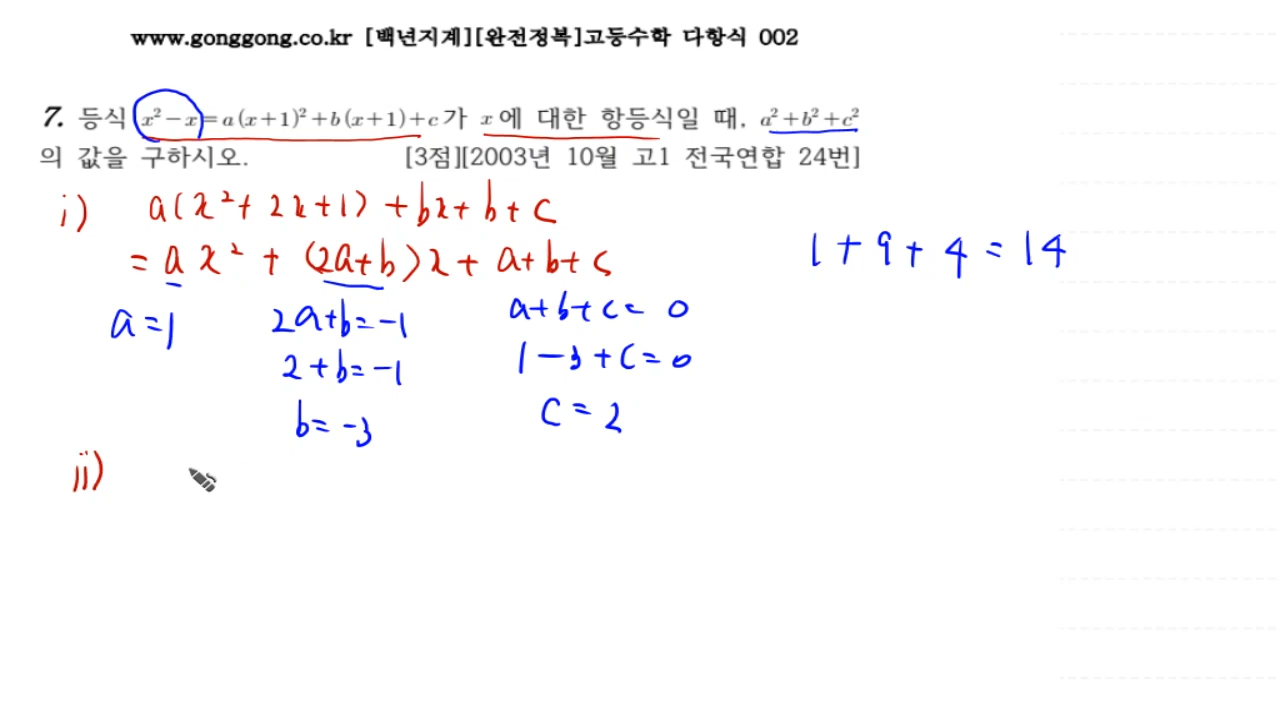 www.gonggong.co.kr [백년지계][완전정복]고등수학 다항식 002
7. 등식 x²-x=a(x+1)²+b(x+1)+c가 x에 대한 항등식일 때, a²+b²+c²
의 값을 구하시오. [3점][2003년 10월 고1 전국연합 24번]
i) a(x²+2x+1)+bx+b+c
= a x² + (2a+b)x + a+b+c
1 + 9 + 4 = 14
a=1 2a+b=-1 a+b+c=0
2+b=-1 1-3+c=0
b=-3 c=2
ii)